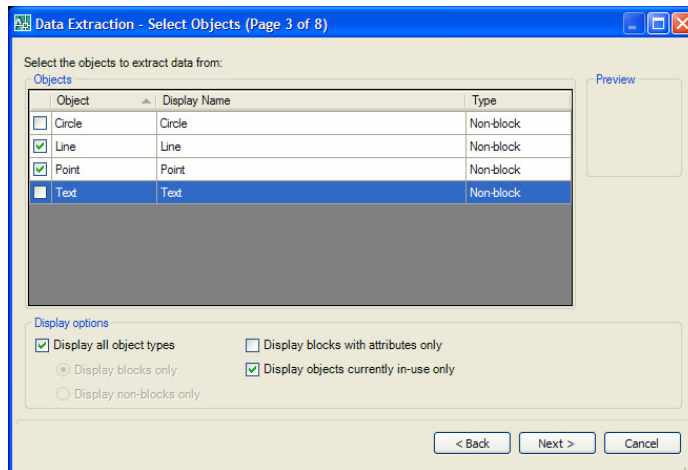 Data Extraction - Select Objects (Page 3 of 8)
Select the objects to extract data from:
Objects
Preview
Object Display Name Type
Circle Circle Non-block
Line Line Non-block
Point Point Non-block
Text Text Non-block
Display options
Display all object types
Display blocks with attributes only
Display blocks only
Display objects currently in-use only
Display non-blocks only
< Back
Next >
Cancel